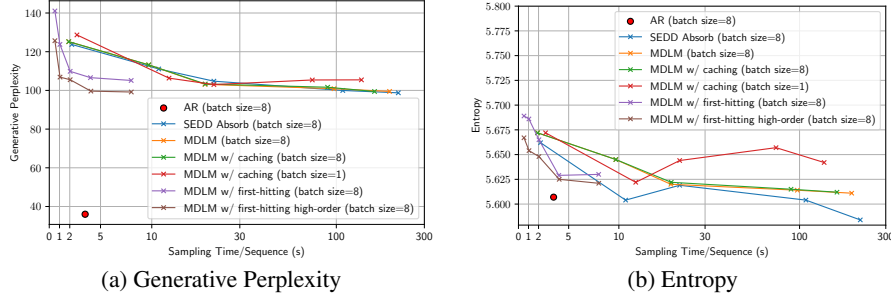 Generative Perplexity
140
120
100
80
60
40
AR (batch size=8)
SEDD Absorb (batch size=8)
MDLM (batch size=8)
MDLM w/ caching (batch size=8)
MDLM w/ caching (batch size=1)
MDLM w/ first-hitting (batch size=8)
MDLM w/ first-hitting high-order (batch size=8)
0 1 2 5 10 30 100 300
Sampling Time/Sequence (s)
(a) Generative Perplexity
Entropy
5.800
5.775
5.750
5.725
5.700
5.675
5.650
5.625
5.600
AR (batch size=8)
SEDD Absorb (batch size=8)
MDLM (batch size=8)
MDLM w/ caching (batch size=8)
MDLM w/ caching (batch size=1)
MDLM w/ first-hitting (batch size=8)
MDLM w/ first-hitting high-order (batch size=8)
0 1 2 5 10 30 100 300
Sampling Time/Sequence (s)
(b) Entropy